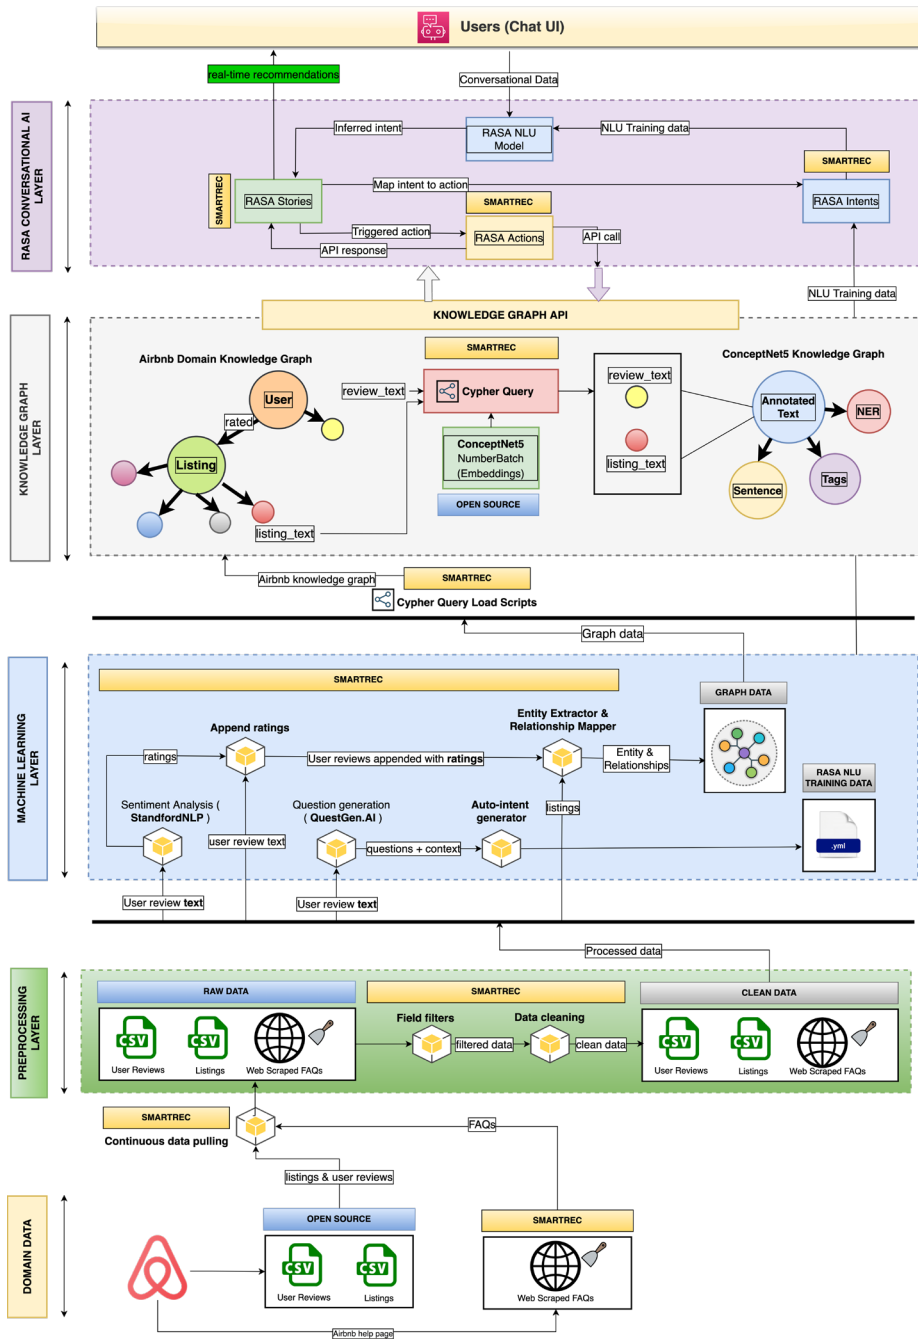 Users (Chat UI)
real-time recommendations
Conversational Data
RASA CONVERSATIONAL AI
LAYER
Inferred intent
RASA NLU
Model
NLU Training data
SMARTREC
SMARTREC
RASA Stories
Map intent to action
SMARTREC
RASA Intents
Triggered action
RASA Actions
API call
API response
NLU Training data
KNOWLEDGE GRAPH API
KNOWLEDGE GRAPH
LAYER
SMARTREC
Airbnb Domain Knowledge Graph
ConceptNet5 Knowledge Graph
User
rated
review_text
Cypher Query
review_text
Annotated
Text
NER
Listing
ConceptNet5
NumberBatch
(Embeddings)
listing_text
Sentence
Tags
OPEN SOURCE
listing_text
Airbnb knowledge graph
SMARTREC
Cypher Query Load Scripts
Graph data
MACHINE LEARNING
LAYER
SMARTREC
GRAPH DATA
Append ratings
Entity Extractor &
Relationship Mapper
ratings
User reviews appended with ratings
Entity &
Relationships
RASA NLU
TRAINING DATA
Sentiment Analysis (
StandfordNLP )
Question generation
( QuestGen.AI )
Auto-intent
generator
listings
user review text
questions + context
.yml
User review text
User review text
Processed data
PREPROCESSING
LAYER
RAW DATA
SMARTREC
CLEAN DATA
Field filters
Data cleaning
CSV
CSV
filtered data
clean data
CSV
CSV
User Reviews
Listings
Web Scraped FAQs
User Reviews
Listings
Web Scraped FAQs
SMARTREC
Continuous data pulling
FAQs
listings & user reviews
DOMAIN DATA
OPEN SOURCE
SMARTREC
CSV
CSV
User Reviews
Listings
Web Scraped FAQs
Airbnb help page